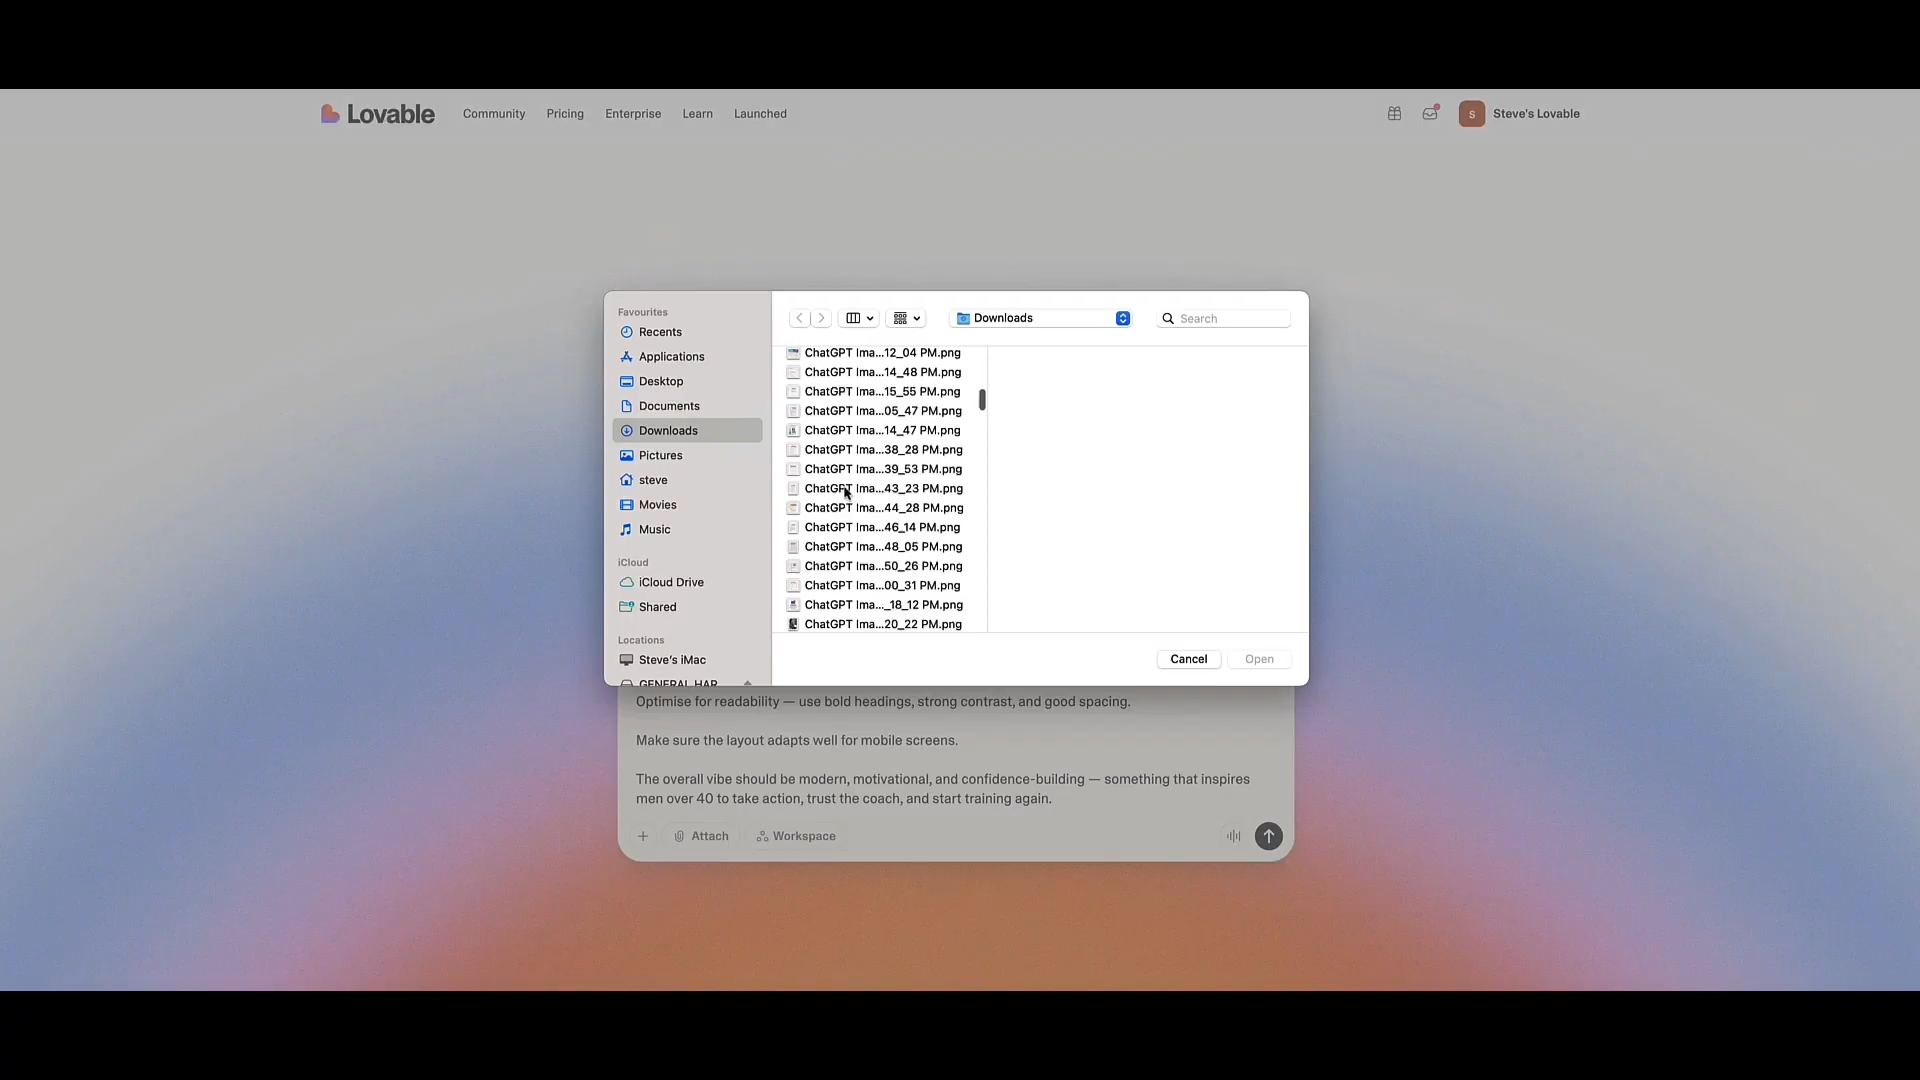 Lovable
Community
Pricing
Enterprise
Learn
Launched
S
Steve's Lovable
Favourites
Recents
Applications
Desktop
Documents
Downloads
Pictures
steve
Movies
Music
iCloud
iCloud Drive
Shared
Locations
Steve's iMac
GENERAL HAR
Downloads
Search
ChatGPT Ima...12_04 PM.png
ChatGPT Ima...14_48 PM.png
ChatGPT Ima...15_55 PM.png
ChatGPT Ima...05_47 PM.png
ChatGPT Ima...14_47 PM.png
ChatGPT Ima...38_28 PM.png
ChatGPT Ima...39_53 PM.png
ChatGPT Ima...43_23 PM.png
ChatGPT Ima...44_28 PM.png
ChatGPT Ima...46_14 PM.png
ChatGPT Ima...48_05 PM.png
ChatGPT Ima...50_26 PM.png
ChatGPT Ima...00_31 PM.png
ChatGPT Ima..._18_12 PM.png
ChatGPT Ima...20_22 PM.png
Cancel
Open
Optimise for readability — use bold headings, strong contrast, and good spacing.
Make sure the layout adapts well for mobile screens.
The overall vibe should be modern, motivational, and confidence-building — something that inspires
men over 40 to take action, trust the coach, and start training again.
Attach
Workspace